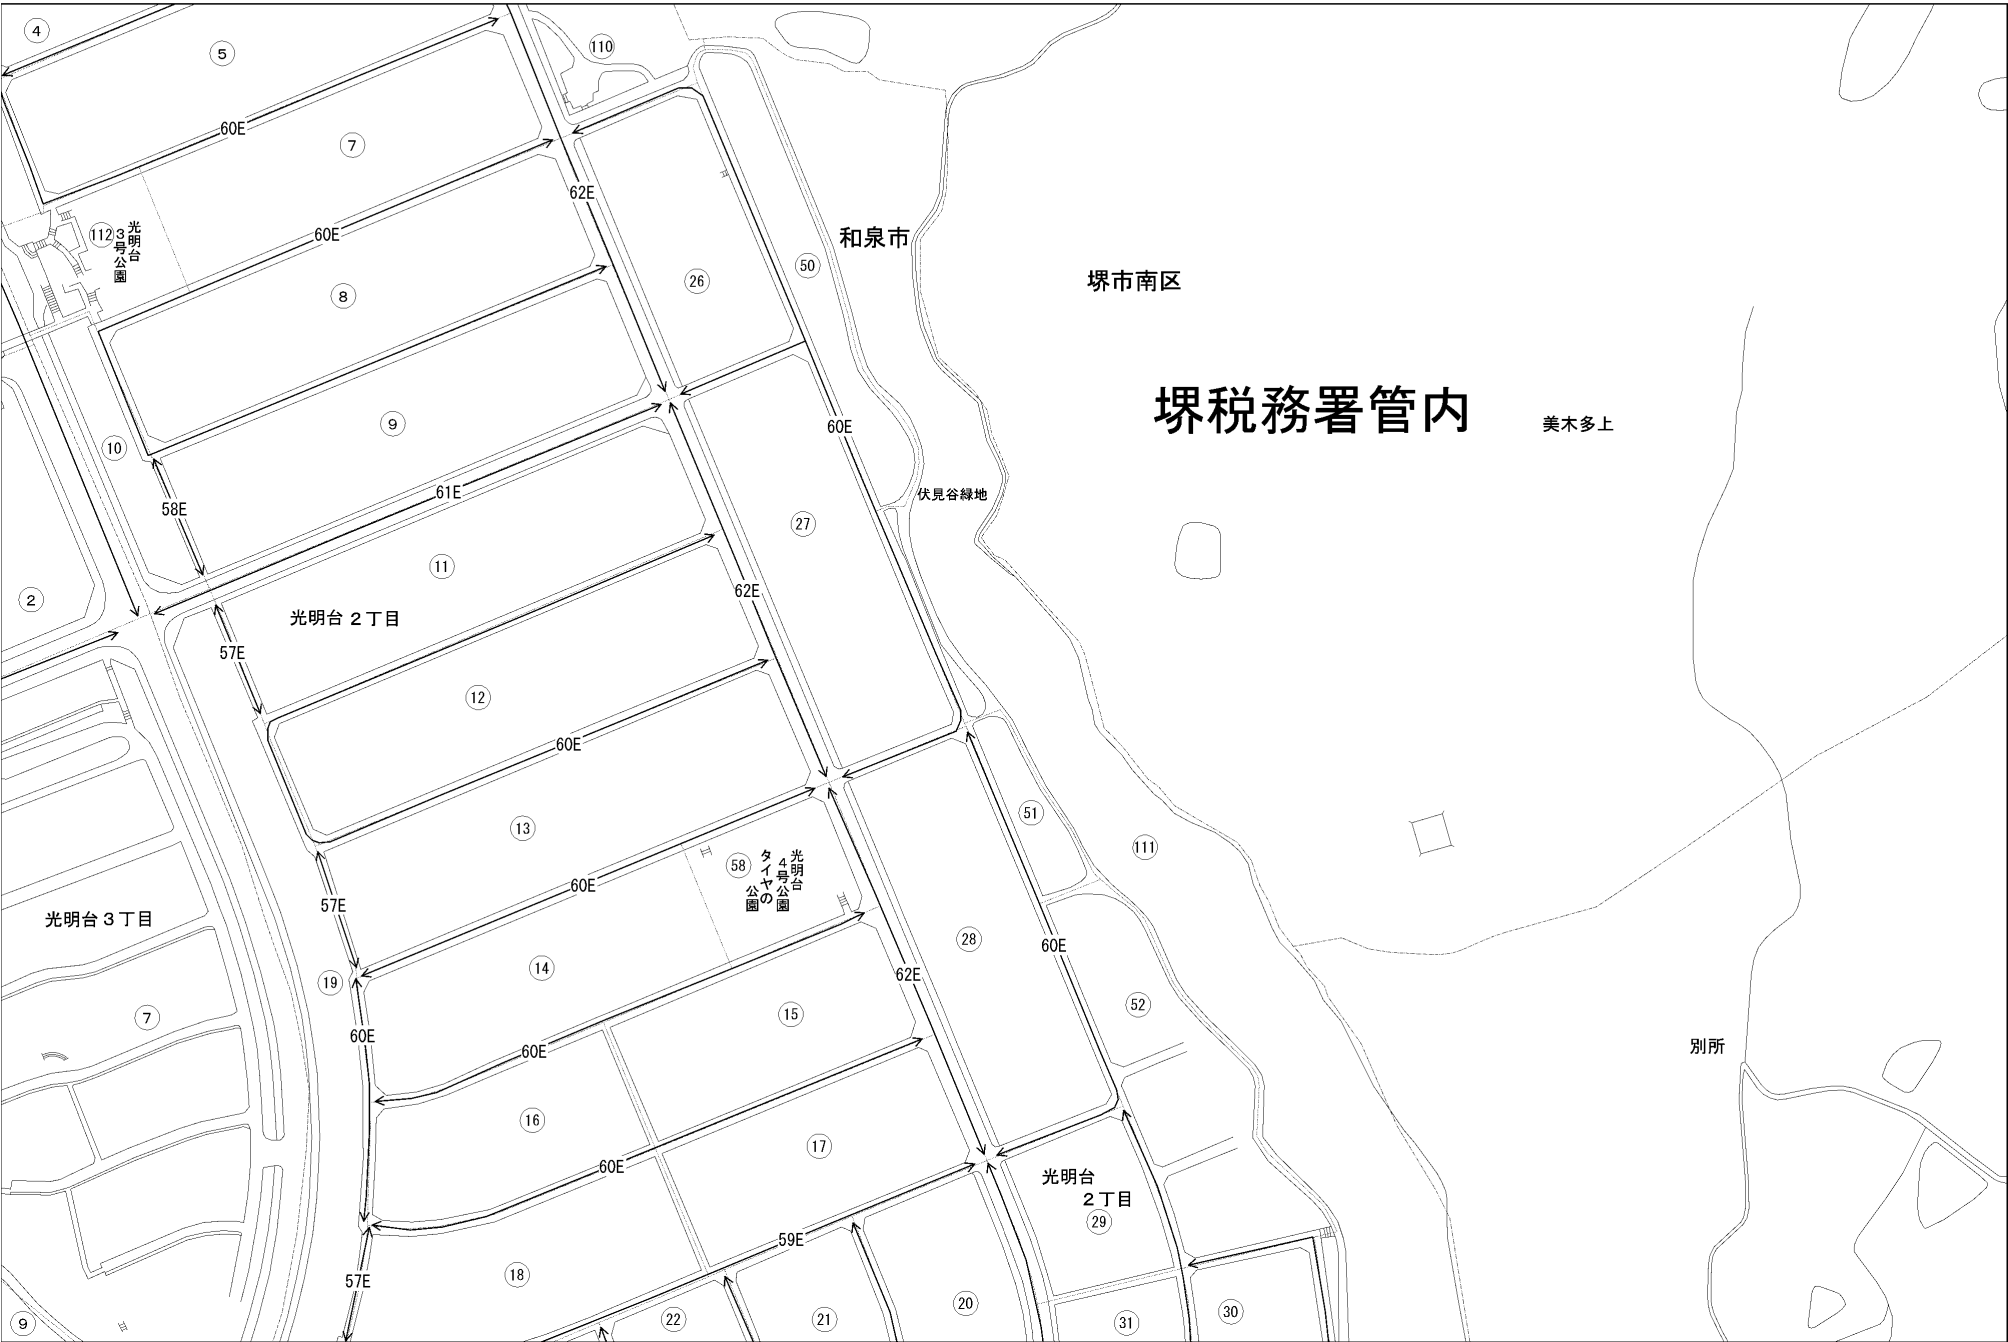 ④
⑤
110
60E
⑦
62E
112
光明台
3号公園
60E
和泉市
50
26
堺市南区
⑧
堺税務署管内
美木多上
⑨
60E
⑩
61E
58E
伏見谷緑地
27
⑪
62E
②
光明台2丁目
57E
⑫
60E
51
⑬
111
58
光明台
4号公園
タイヤの
公園
60E
57E
光明台3丁目
28
60E
⑭
62E
⑲
52
⑦
⑮
60E
60E
別所
⑯
⑰
60E
光明台
2丁目
29
59E
⑱
57E
⑳
30
22
21
31
⑨